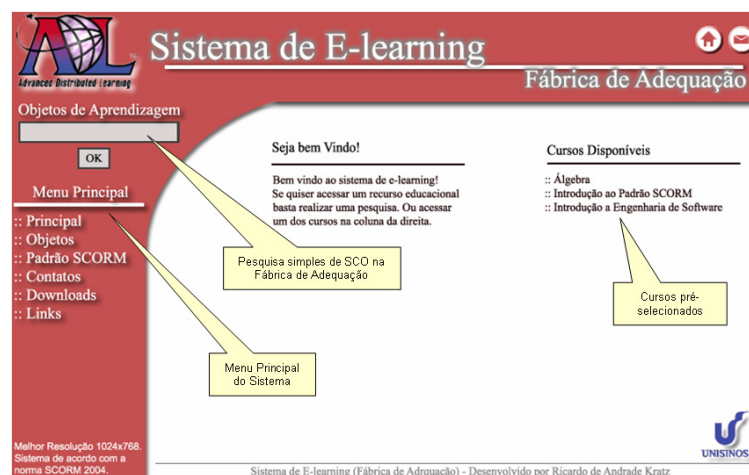 ADL
Advanced Distributed Learning
Sistema de E-learning
Fábrica de Adequação
Objetos de Aprendizagem
OK
Menu Principal
:: Principal
:: Objetos
:: Padrão SCORM
:: Contatos
:: Downloads
:: Links
Seja bem Vindo!
Bem vindo ao sistema de e-learning!
Se quiser acessar um recurso educacional
basta realizar uma pesquisa. Ou acessar
um dos cursos na coluna da direita.
Cursos Disponíveis
:: Álgebra
:: Introdução ao Padrão SCORM
:: Introdução a Engenharia de Software
Pesquisa simples de SCO na
Fábrica de Adequação
Cursos pré-
selecionados
Menu Principal
do Sistema
Melhor Resolução 1024x768.
Sistema de acordo com a
norma SCORM 2004.
UNISINOS
Sistema de E-learning (Fábrica de Adrquação) - Desenvolvido por Ricardo de Andrade Kratz